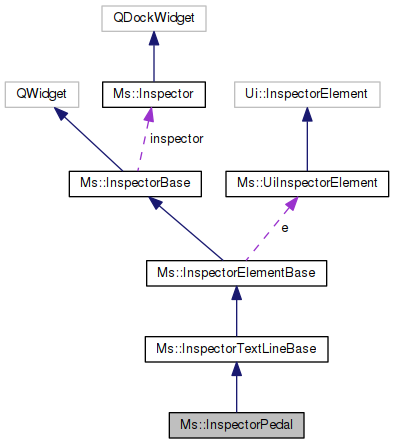 QDockWidget
QWidget
Ms::Inspector
Ui::InspectorElement
inspector
Ms::InspectorBase
Ms::UiInspectorElement
e
Ms::InspectorElementBase
Ms::InspectorTextLineBase
Ms::InspectorPedal